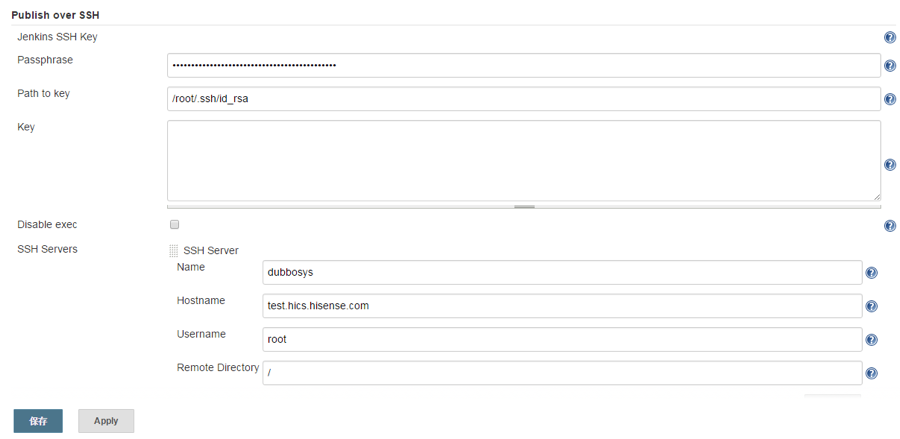 Publish over SSH
Jenkins SSH Key
Passphrase
••••••••••••••••••••••••••••••••••••••••••••
Path to key
/root/.ssh/id_rsa
Key
Disable exec
SSH Servers
SSH Server
Name
dubbosys
Hostname
test.hics.hisense.com
Username
root
Remote Directory
/
保存
Apply